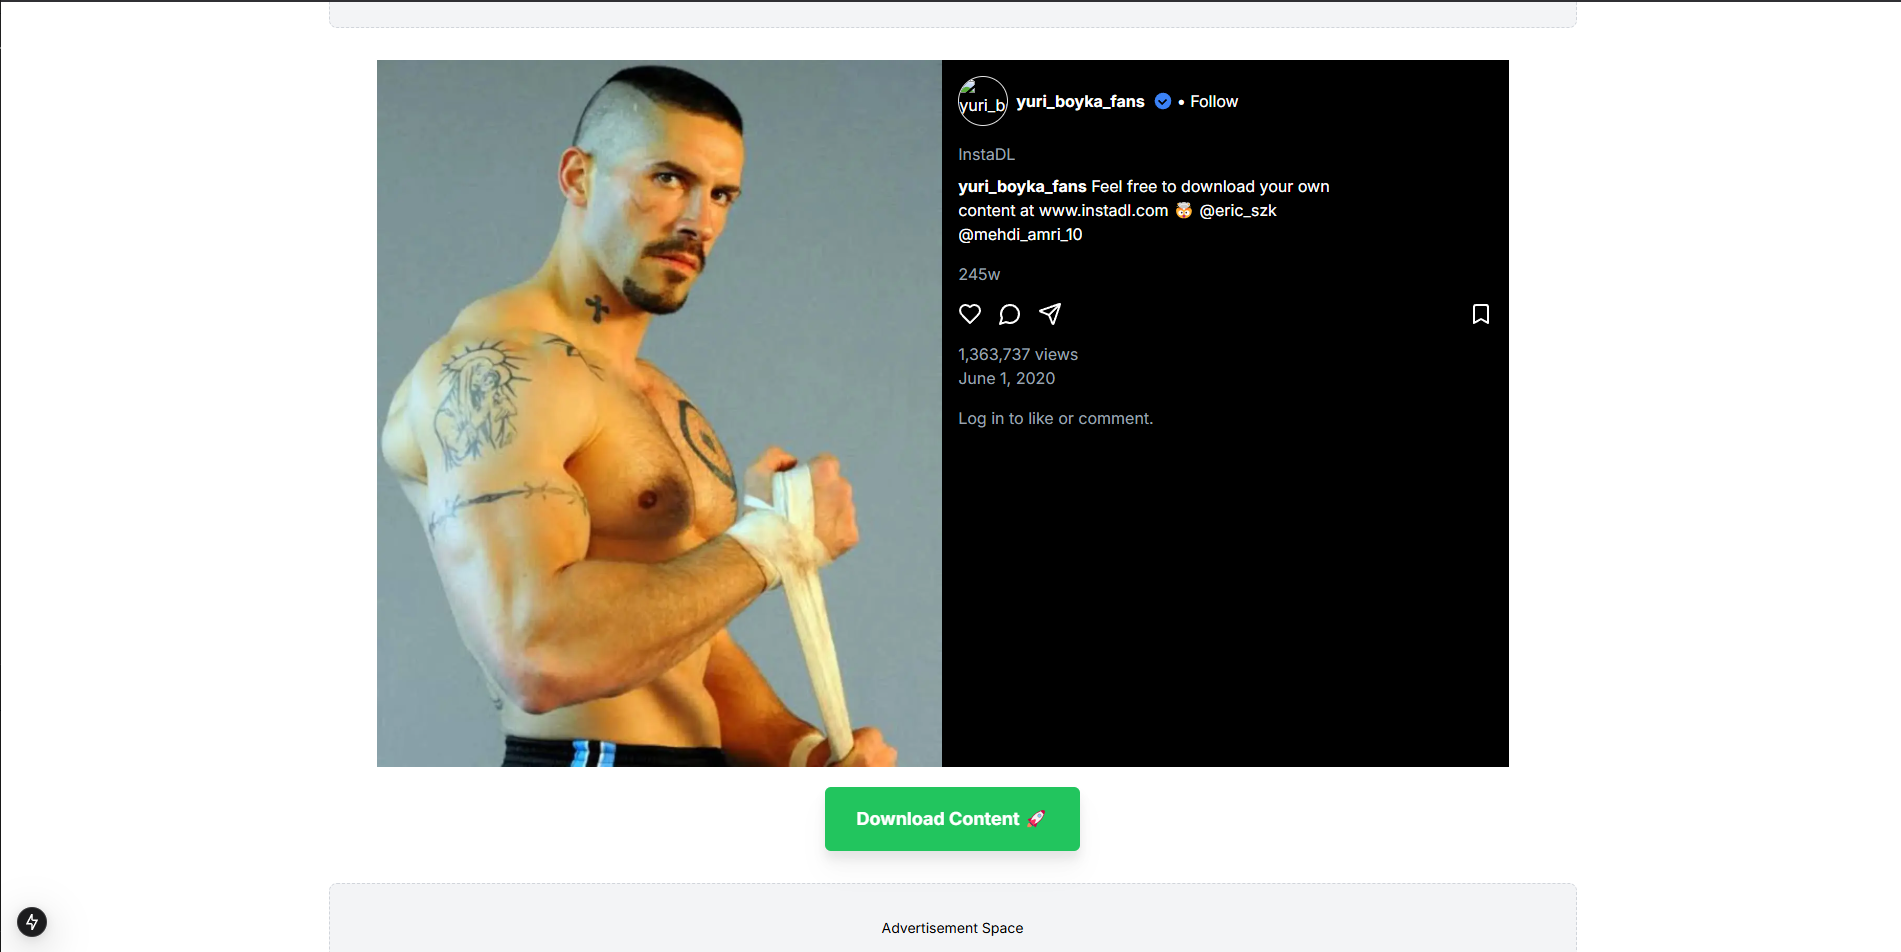 yuri_b
yuri_boyka_fans • Follow
InstaDL
yuri_boyka_fans Feel free to download your own
content at www.instadl.com 🤯 @eric_szk
@mehdi_amri_10
245w
1,363,737 views
June 1, 2020
Log in to like or comment.
Download Content 🚀
Advertisement Space